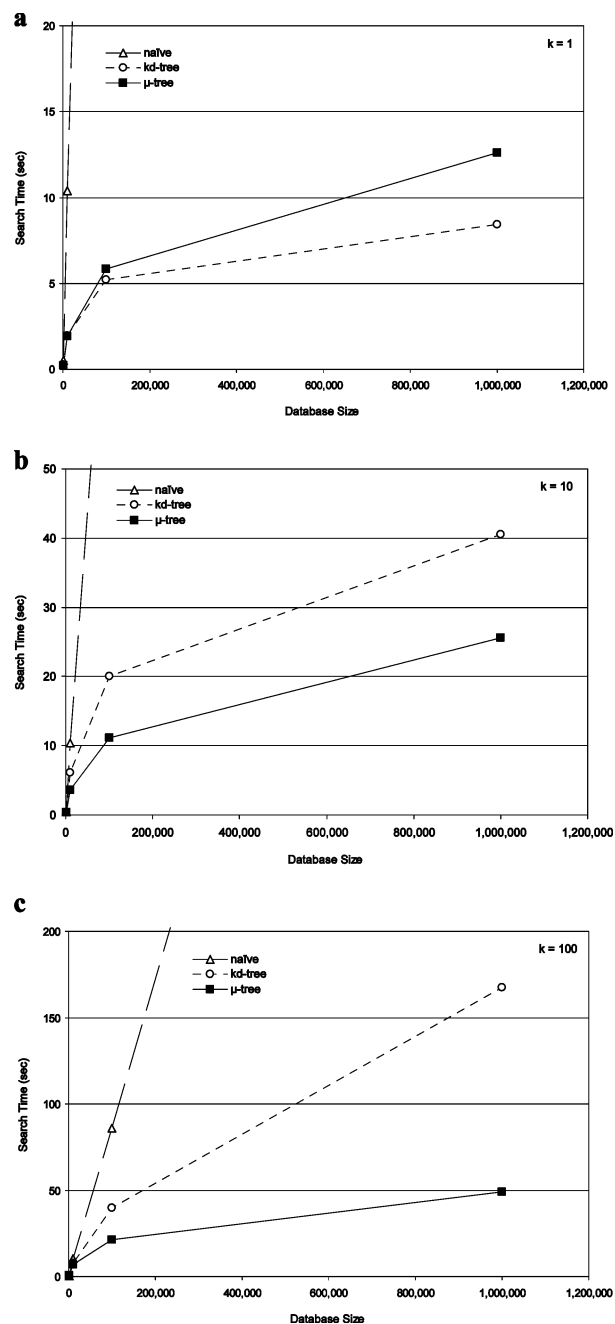 a
k = 1
naïve
kd-tree
μ-tree
20
15
10
5
0
Search Time (sec)
0 200,000 400,000 600,000 800,000 1,000,000 1,200,000
Database Size
b
k = 10
naïve
kd-tree
μ-tree
50
40
30
20
10
0
Search Time (sec)
0 200,000 400,000 600,000 800,000 1,000,000 1,200,000
Database Size
c
k = 100
naïve
kd-tree
μ-tree
200
150
100
50
0
Search Time (sec)
0 200,000 400,000 600,000 800,000 1,000,000 1,200,000
Database Size